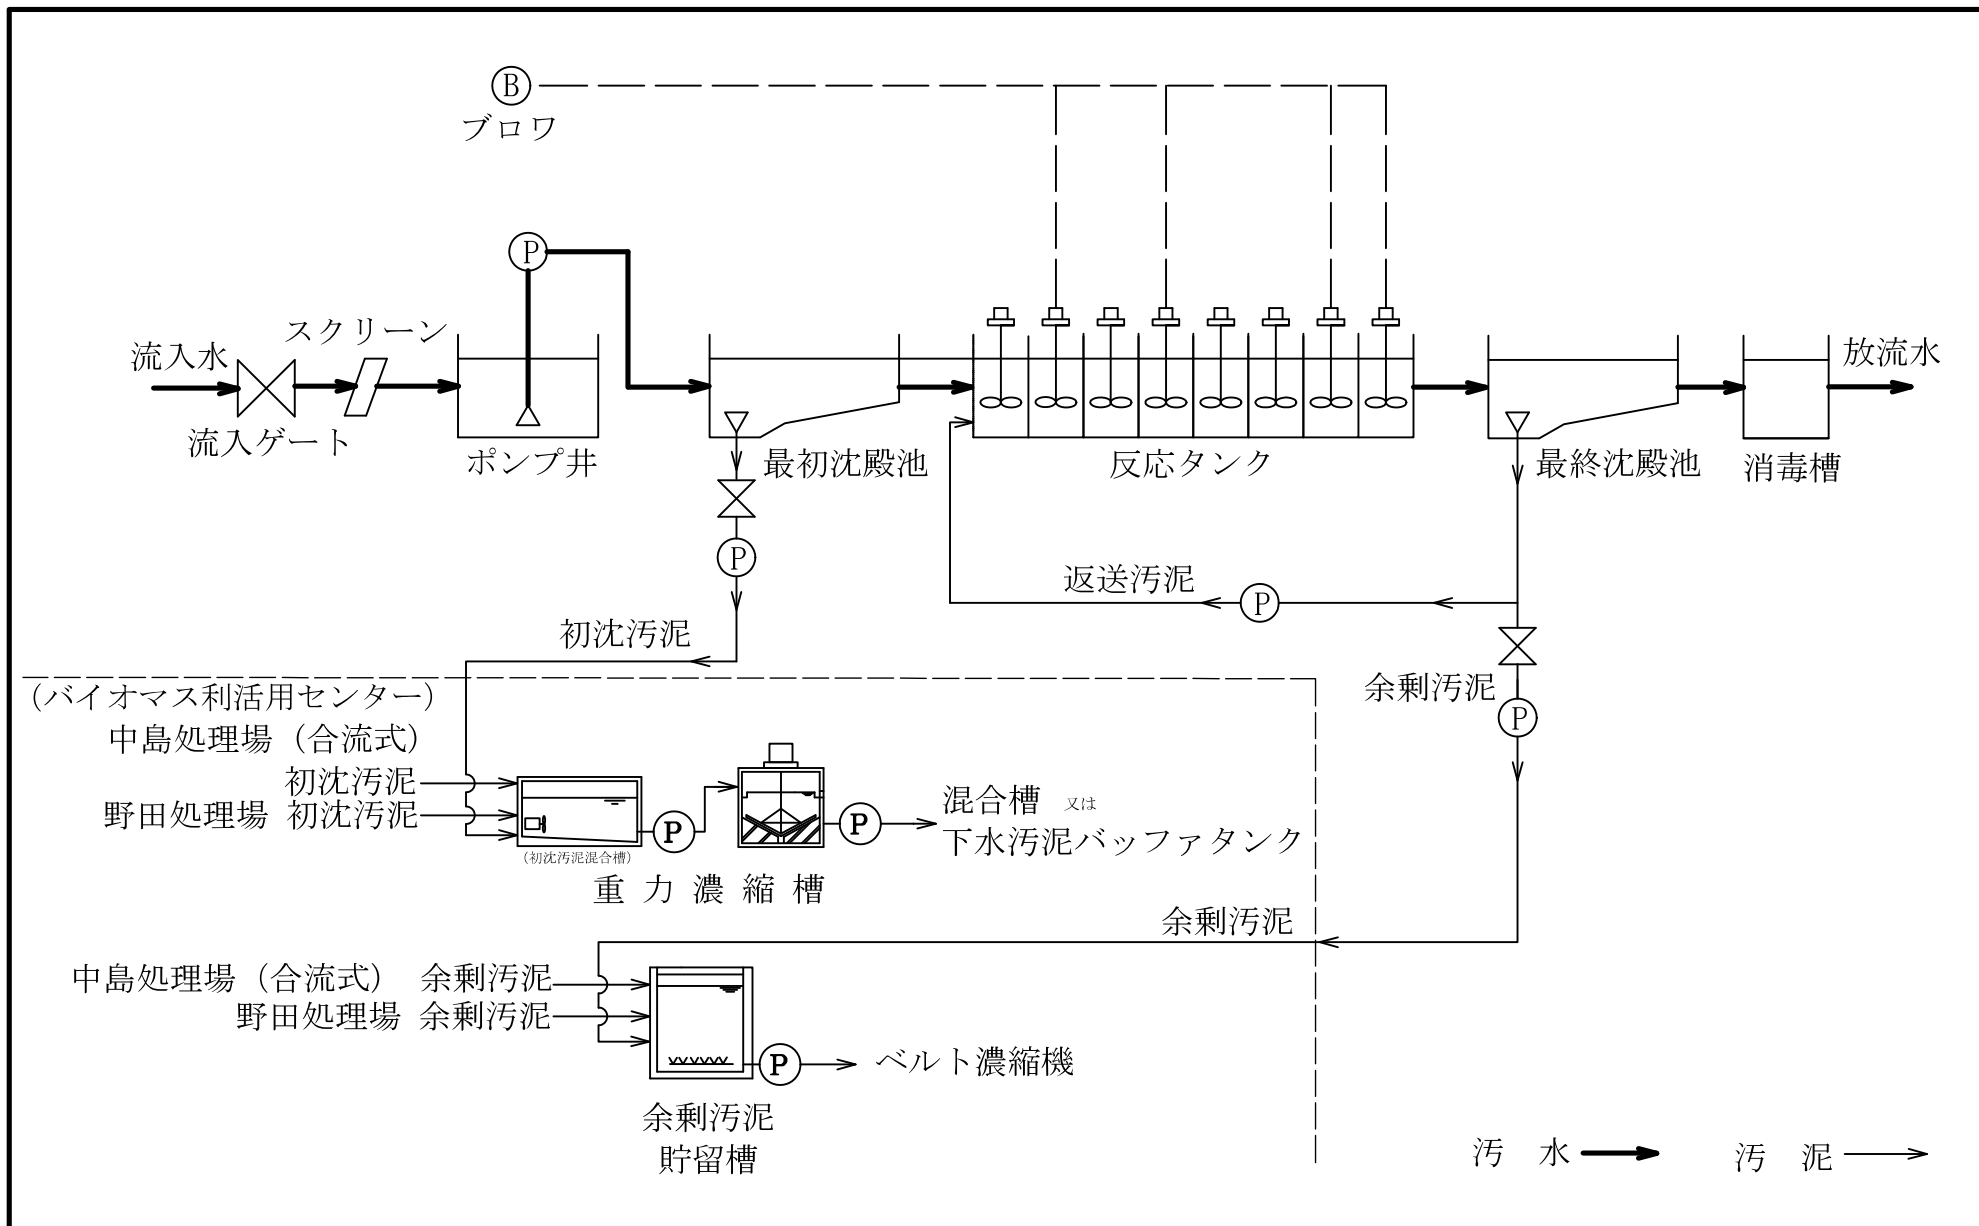 B
ブロワ
P
スクリーン
流入水
放流水
流入ゲート
ポンプ井
最初沈殿池
反応タンク
最終沈殿池
消毒槽
P
返送汚泥
P
初沈汚泥
余剰汚泥
P
(バイオマス利活用センター)
中島処理場 (合流式)
初沈汚泥
野田処理場 初沈汚泥
P
P
混合槽 又は
下水汚泥バッファタンク
(初沈汚泥混合槽)
重力濃縮槽
余剰汚泥
中島処理場 (合流式) 余剰汚泥
野田処理場 余剰汚泥
P
ベルト濃縮機
余剰汚泥
貯留槽
汚 水
汚 泥